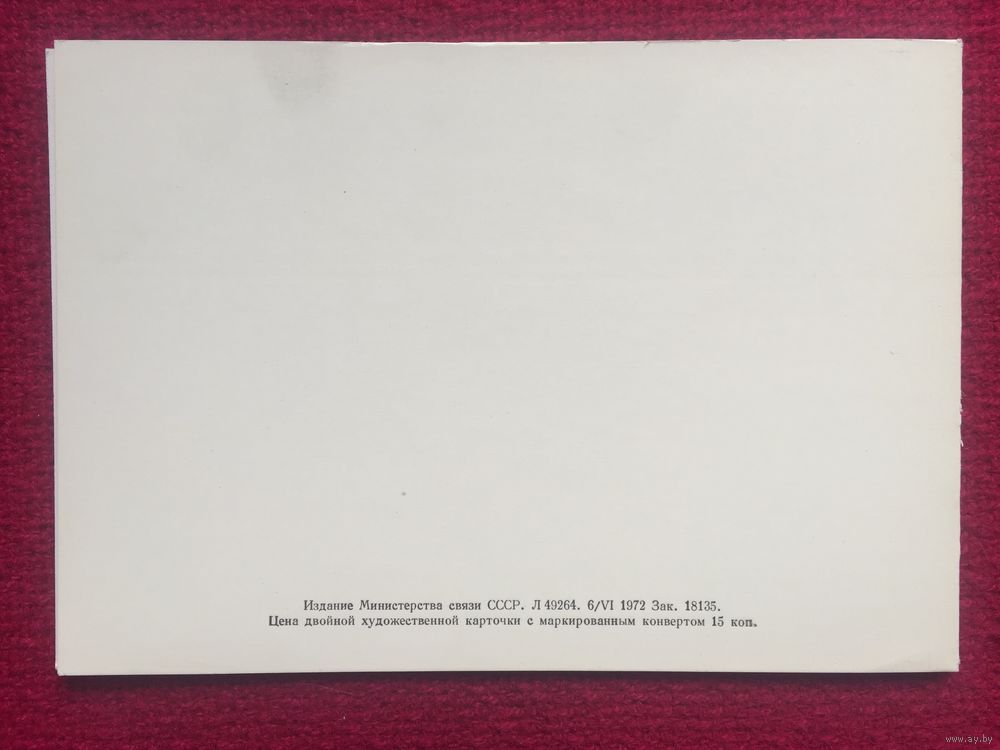 Издание Министерства связи СССР. Л 49264. 6/VI 1972 Зак. 18135.
Цена двойной художественной карточки с маркированным конвертом 15 коп.
www.ay.by